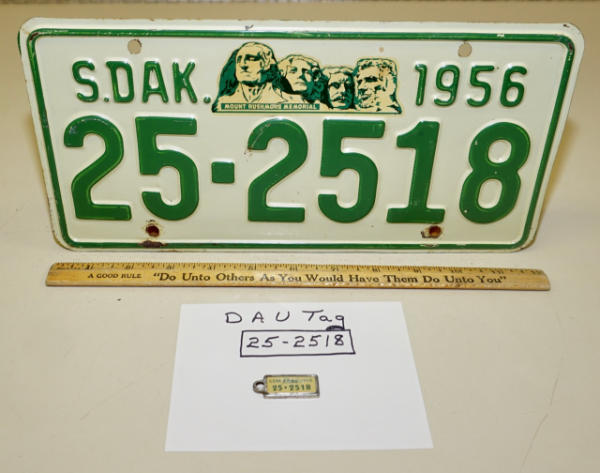 S.DAK. MOUNT RUSHMORE MEMORIAL 1956
25-2518
A GOOD RULE "Do Unto Others As You Would Have Them Do Unto You"
DAU Tag
25-2518
25•2518